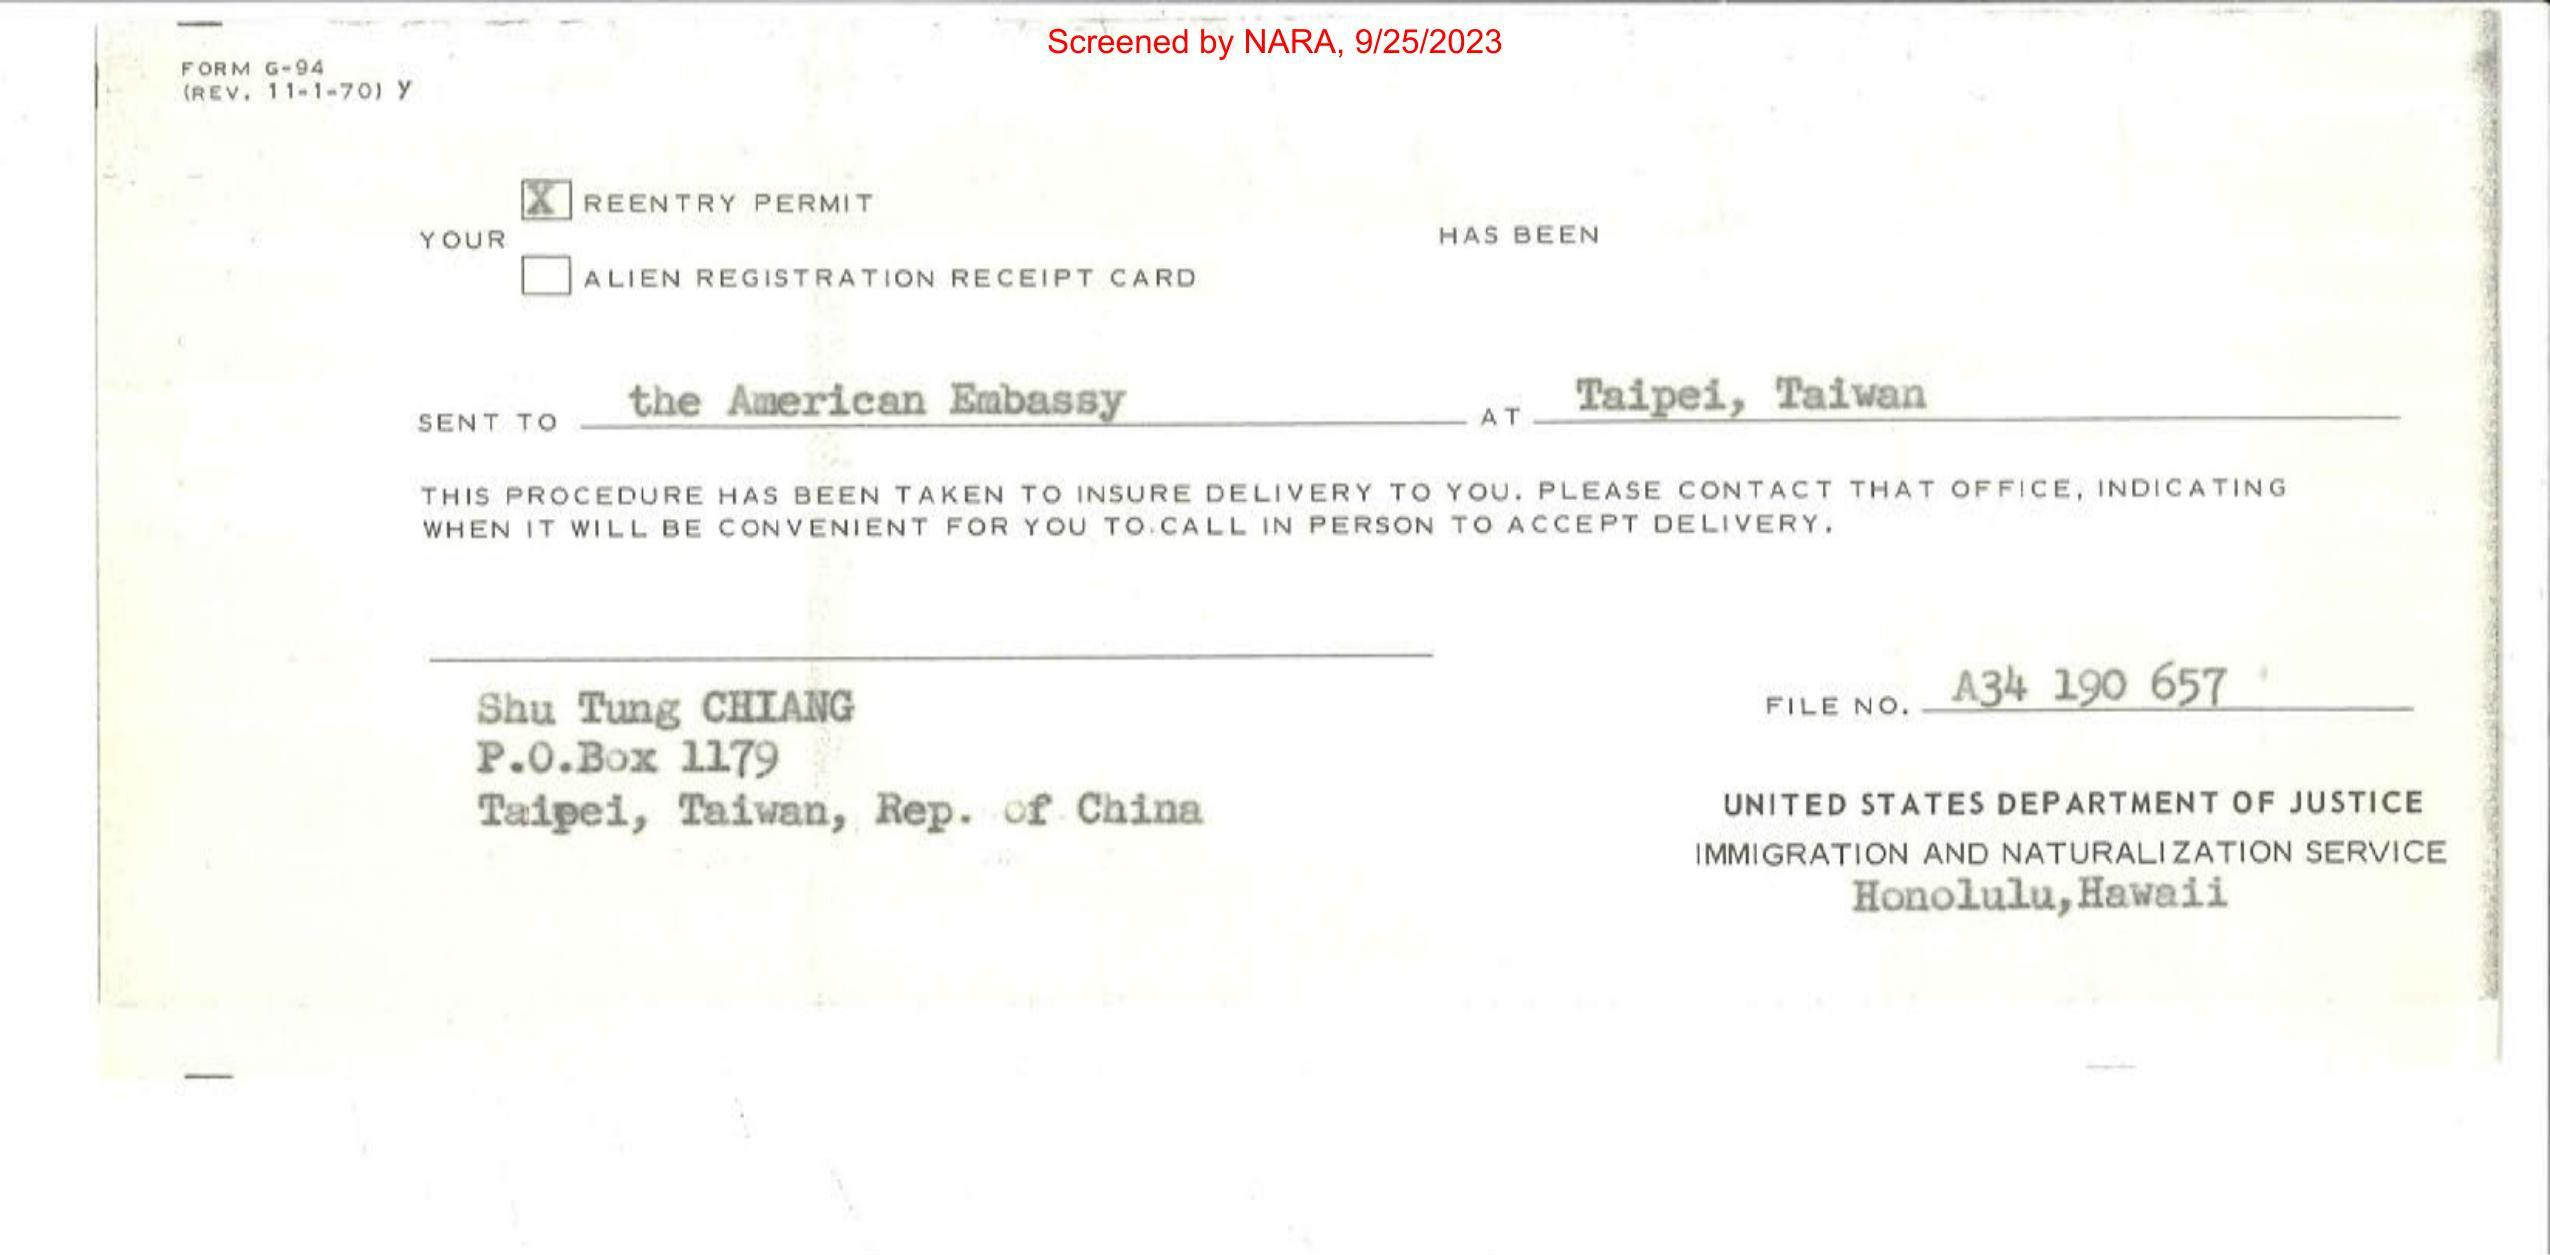 Screened by NARA, 9/25/2023
FORM G-94
(REV. 11-1-70) Y
X REENTRY PERMIT
YOUR HAS BEEN
ALIEN REGISTRATION RECEIPT CARD
SENT TO the American Embassy AT Taipei, Taiwan
THIS PROCEDURE HAS BEEN TAKEN TO INSURE DELIVERY TO YOU. PLEASE CONTACT THAT OFFICE, INDICATING
WHEN IT WILL BE CONVENIENT FOR YOU TO CALL IN PERSON TO ACCEPT DELIVERY.
Shu Tung CHIANG
P.O.Box 1179
Taipei, Taiwan, Rep. of China
FILE NO. A34 190 657
UNITED STATES DEPARTMENT OF JUSTICE
IMMIGRATION AND NATURALIZATION SERVICE
Honolulu,Hawaii